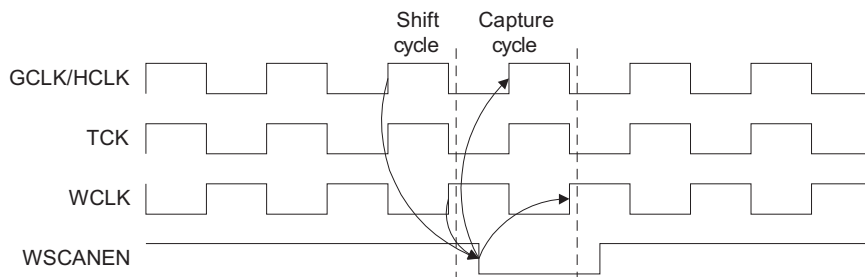 Shift
cycle
Capture
cycle
GCLK/HCLK
TCK
WCLK
WSCANEN